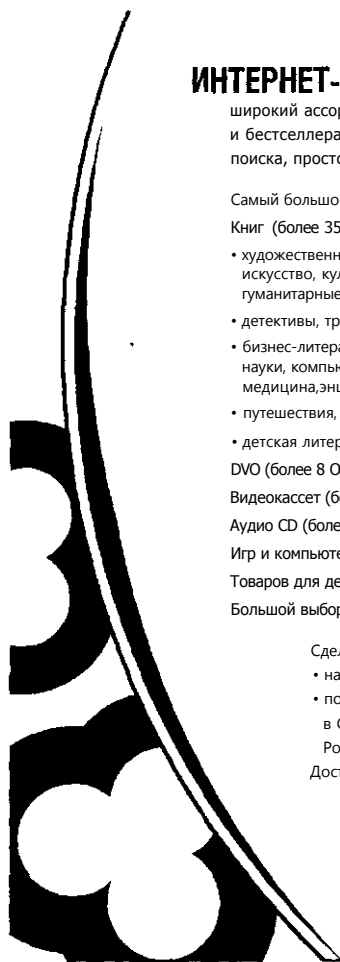 ИНТЕРНЕТ-
широкий ассор
и бестселлера
поиска, просто
Самый большо
Книг (более 35
• художественн
искусство, кул
гуманитарные
• детективы, тр
• бизнес-литера
науки, компью
медицина,энц
• путешествия,
• детская литер
DVO (более 8 О
Видеокассет (бо
Аудио CD (боле
Игр и компьюте
Товаров для де
Большой выбор
Сдел
• на
• по
в С
Ро
Дост